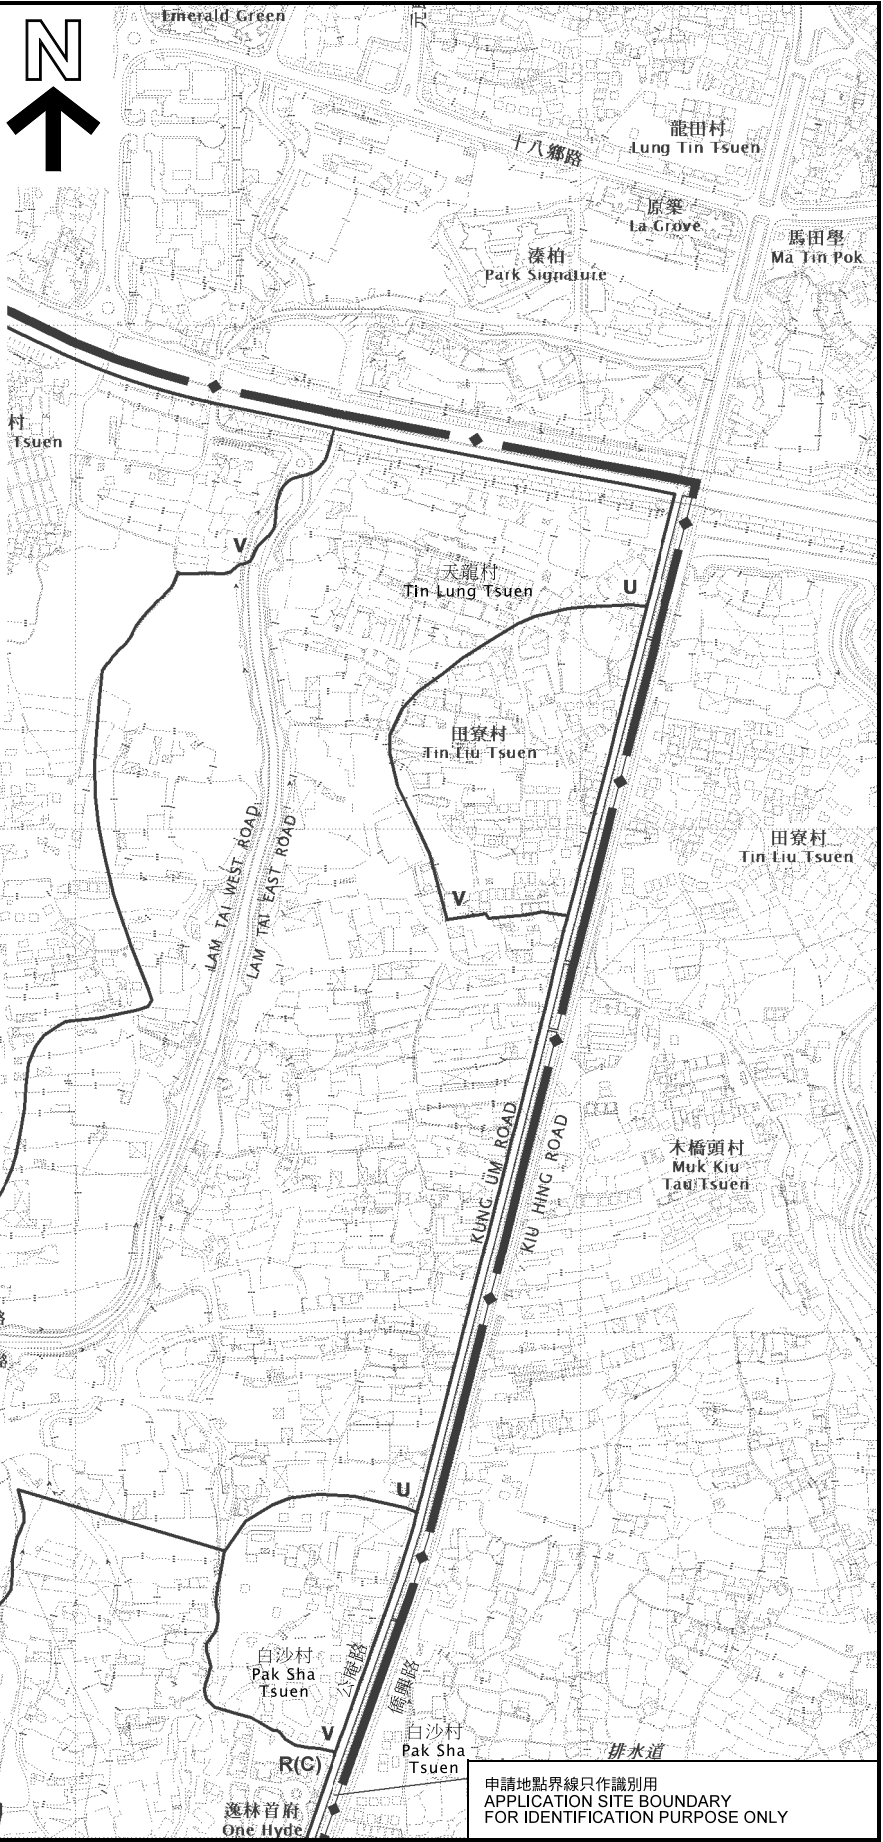 Emerald Green
N
龍田村
Lung Tin Tsuen
十八鄉路
原築
La Grove
馬田壆
Ma Tin Pok
溱柏
Park Signature
村
Tsuen
V
天龍村
Tin Lung Tsuen
U
田寮村
Tin Liu Tsuen
田寮村
Tin Liu Tsuen
LAM TAI WEST ROAD
LAM TAI EAST ROAD
V
KUNG UM ROAD
KIU HING ROAD
木橋頭村
Muk Kiu
Tau Tsuen
路
U
白沙村
Pak Sha
Tsuen
公庵路
僑興路
V
R(C)
白沙村
Pak Sha
Tsuen
排水道
逸林首府
One Hyde
申請地點界線只作識別用
APPLICATION SITE BOUNDARY
FOR IDENTIFICATION PURPOSE ONLY